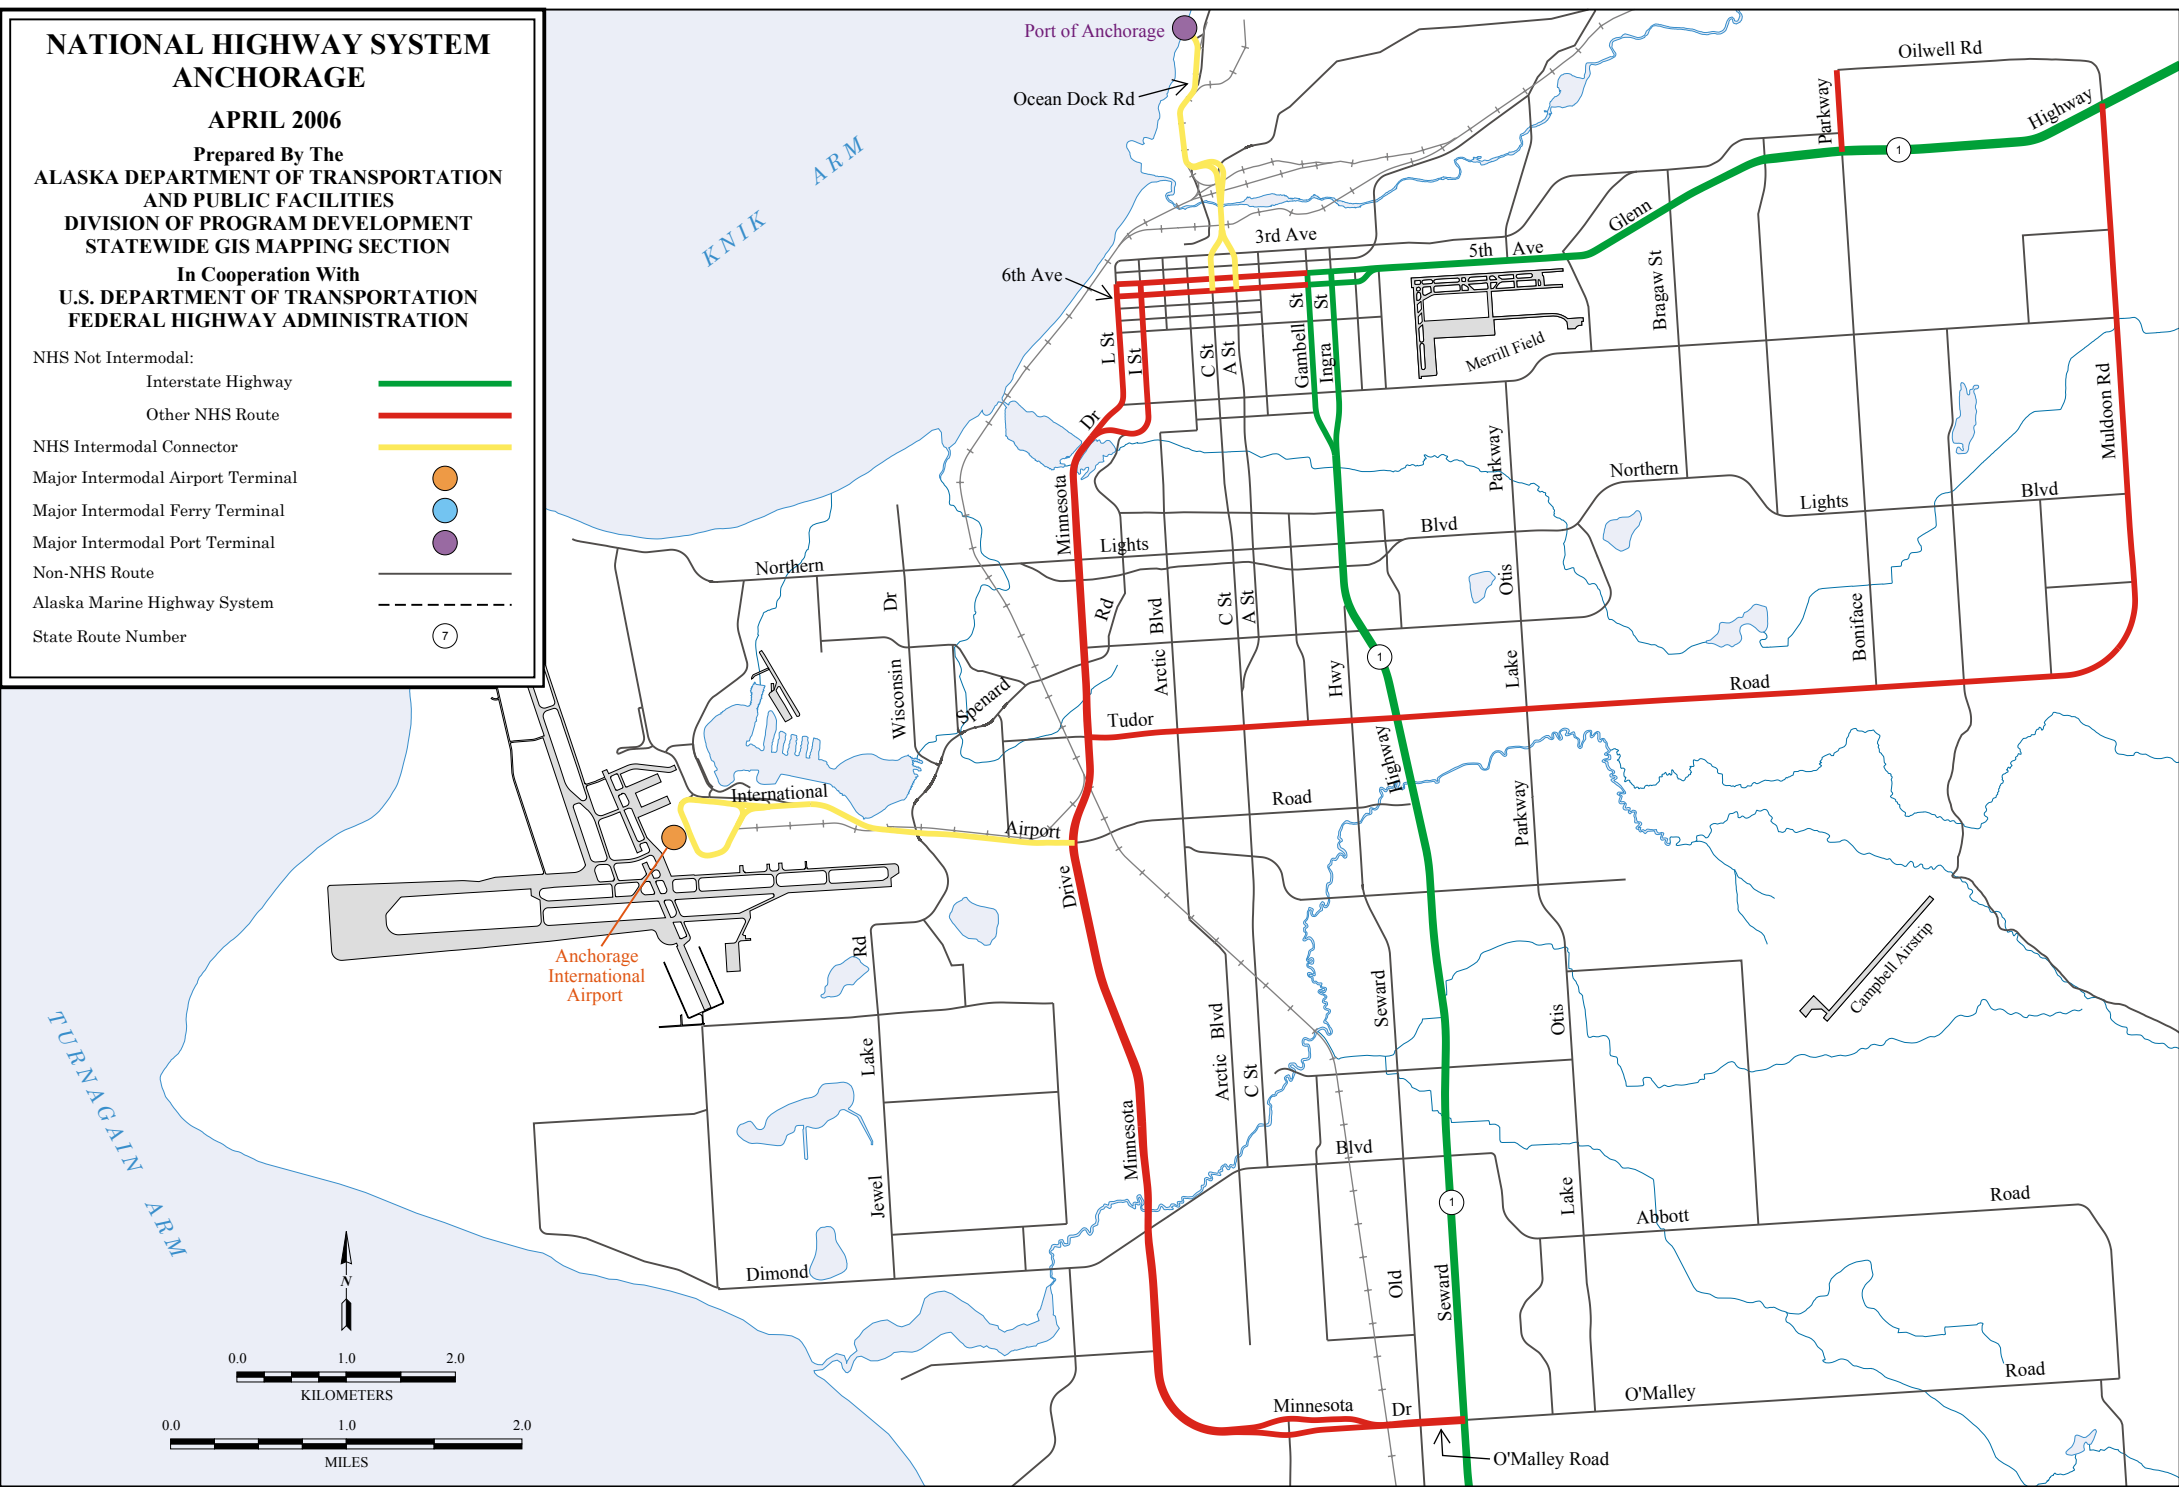 NATIONAL HIGHWAY SYSTEM
ANCHORAGE
APRIL 2006
Prepared By The
ALASKA DEPARTMENT OF TRANSPORTATION
AND PUBLIC FACILITIES
DIVISION OF PROGRAM DEVELOPMENT
STATEWIDE GIS MAPPING SECTION
In Cooperation With
U.S. DEPARTMENT OF TRANSPORTATION
FEDERAL HIGHWAY ADMINISTRATION
NHS Not Intermodal:
Interstate Highway
Other NHS Route
NHS Intermodal Connector
Major Intermodal Airport Terminal
Major Intermodal Ferry Terminal
Major Intermodal Port Terminal
Non-NHS Route
Alaska Marine Highway System
State Route Number
7
Port of Anchorage
Ocean Dock Rd
KNIK ARM
Oilwell Rd
Parkway
Highway
1
Glenn
3rd Ave
5th Ave
6th Ave
L St
I St
C St
A St
Gambell St
Ingra St
Merrill Field
Bragaw St
Muldoon Rd
Dr
Minnesota
Parkway
Northern
Lights
Blvd
Blvd
Lights
Northern
Dr
Wisconsin
Rd
Spenard
Arctic Blvd
C St
A St
Hwy
1
Otis
Lake
Boniface
Road
Tudor
Highway
Parkway
International
Airport
Road
Drive
Anchorage
International
Airport
Rd
Lake
Jewel
Seward
Arctic Blvd
C St
Otis
Lake
Campbell Airstrip
TURNAGAIN ARM
Minnesota
Blvd
1
Road
Abbott
Dimond
Old
Seward
N
0.0 1.0 2.0
KILOMETERS
0.0 1.0 2.0
MILES
Minnesota Dr
O'Malley
Road
O'Malley Road